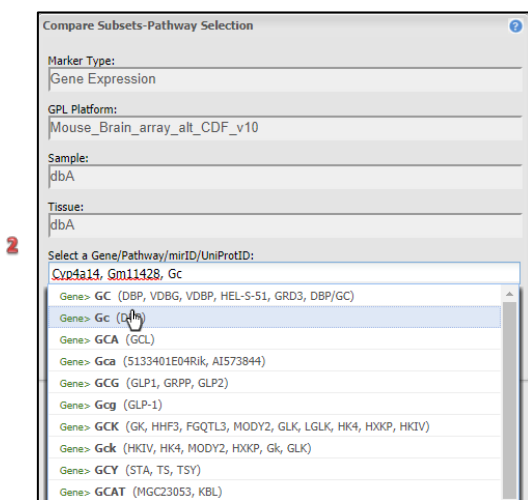 Compare Subsets-Pathway Selection
?
Marker Type:
Gene Expression
GPL Platform:
Mouse_Brain_array_alt_CDF_v10
Sample:
dbA
Tissue:
dbA
2
Select a Gene/Pathway/mirID/UniProtID:
Cyp4a14, Gm11428, Gc
Gene> GC (DBP, VDBG, VDBP, HEL-S-51, GRD3, DBP/GC)
Gene> Gc
Gene> GCA (GCL)
Gene> Gca (5133401E04Rik, AI573844)
Gene> GCG (GLP1, GRPP, GLP2)
Gene> Gcg (GLP-1)
Gene> GCK (GK, HHF3, FGQTL3, MODY2, GLK, LGLK, HK4, HXKP, HKIV)
Gene> Gck (HKIV, HK4, MODY2, HXKP, Gk, GLK)
Gene> GCY (STA, TS, TSY)
Gene> GCAT (MGC23053, KBL)